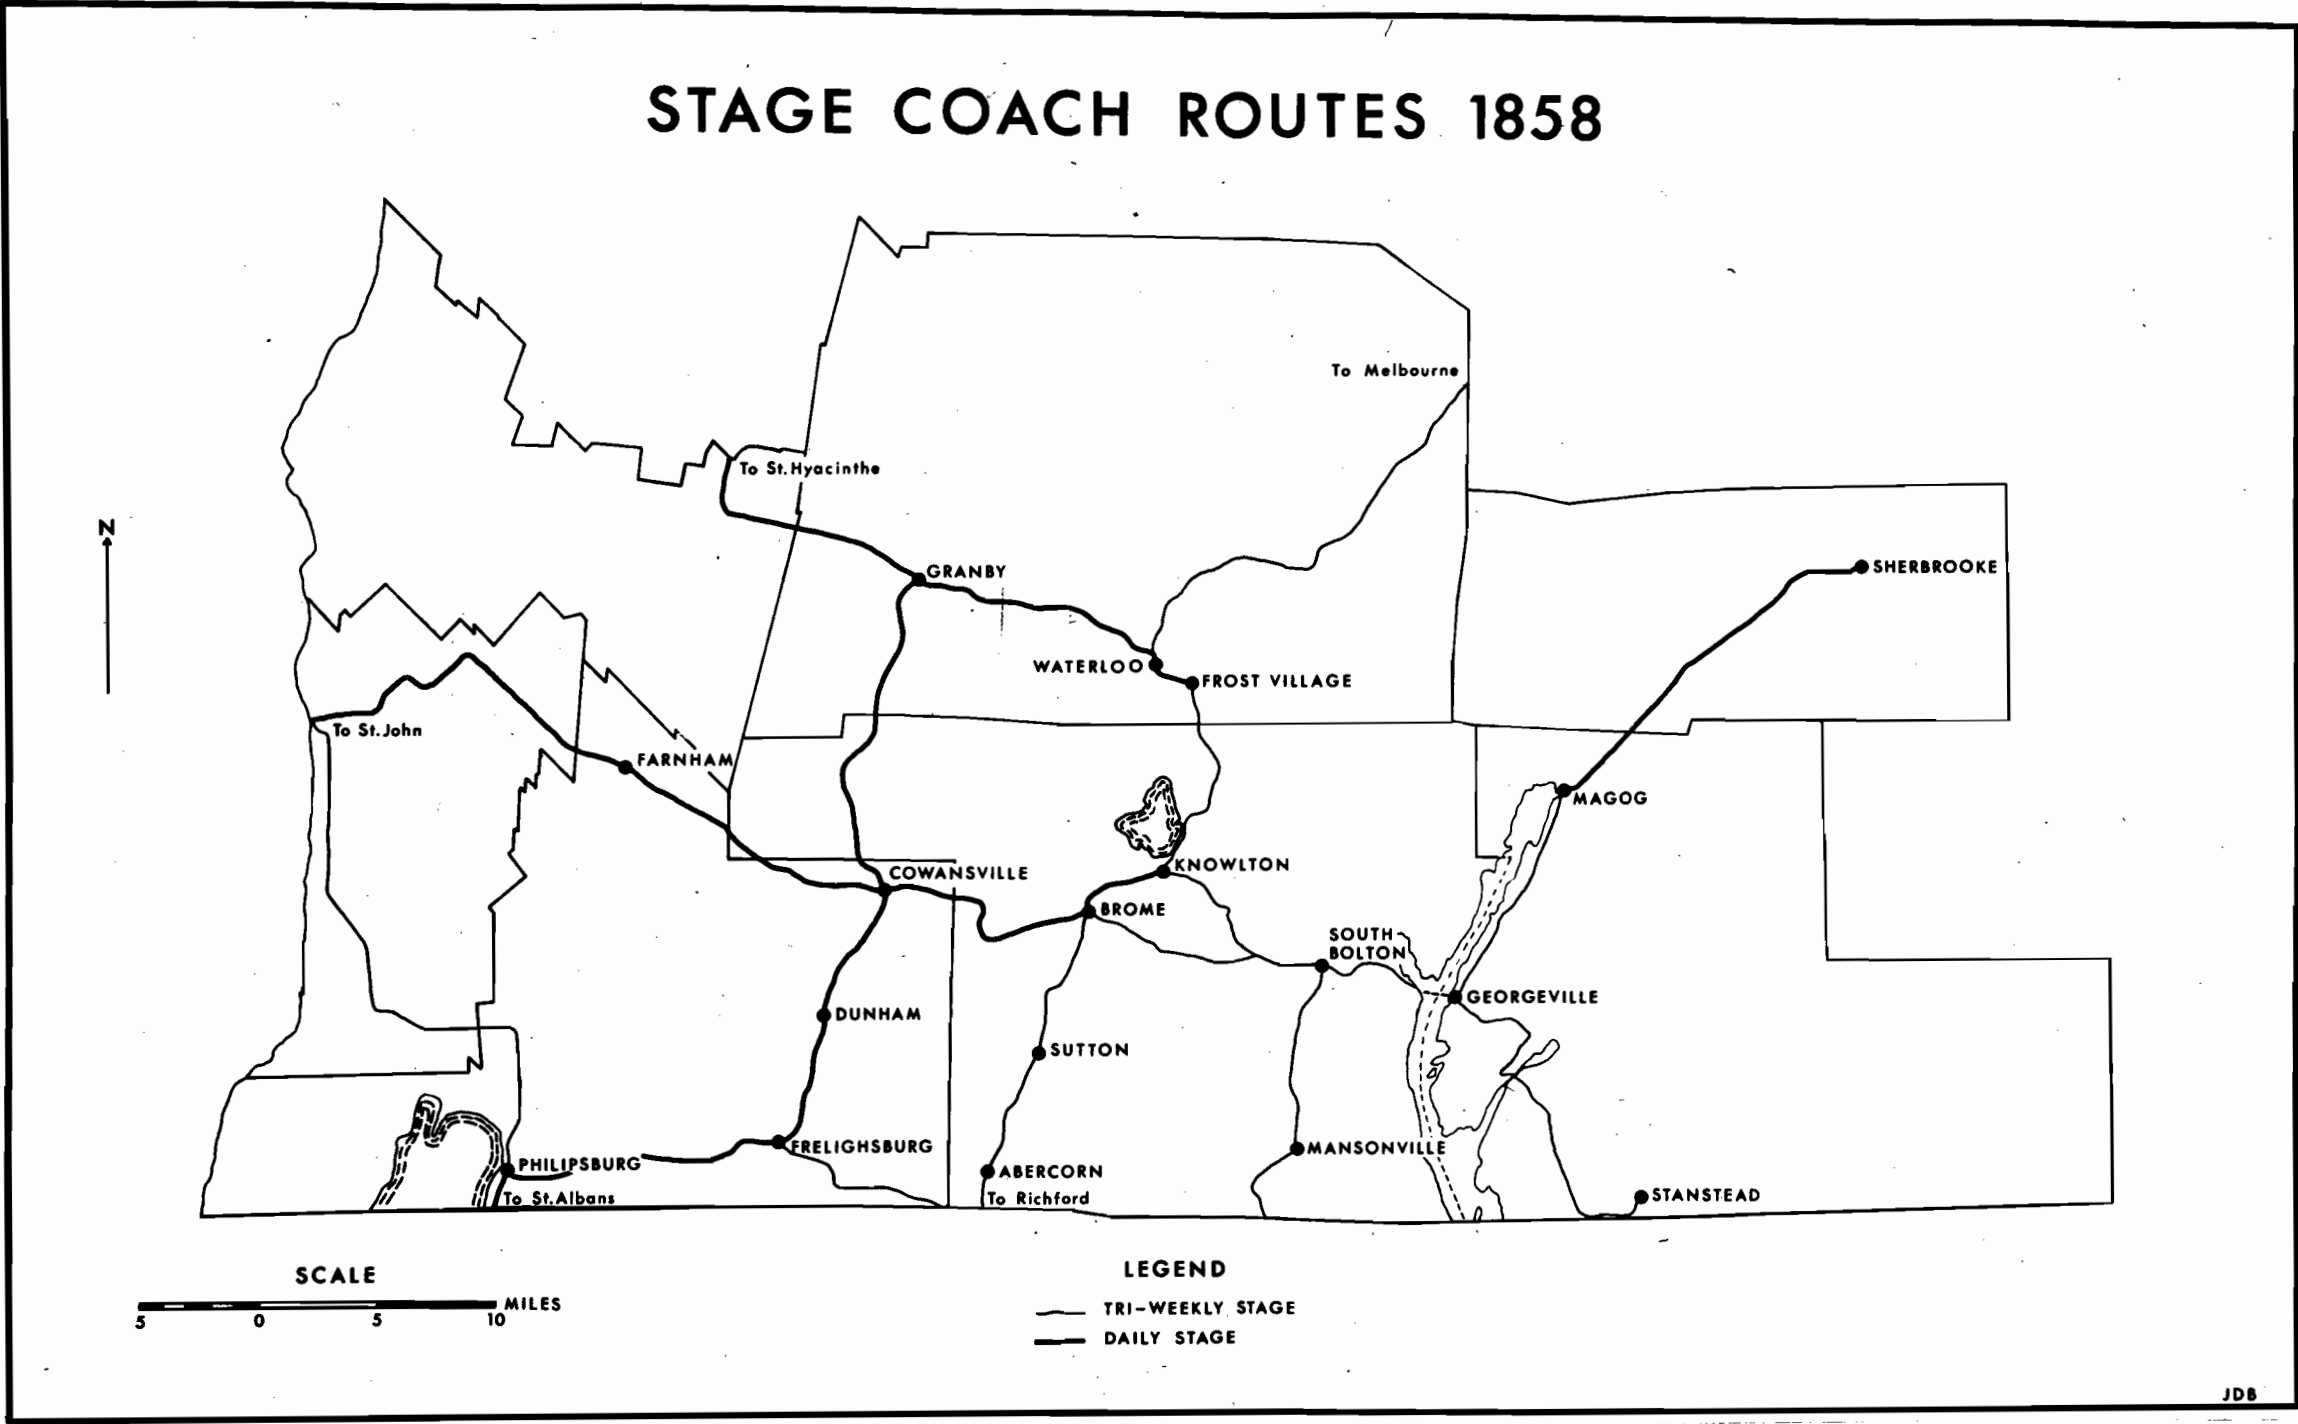 STAGE COACH ROUTES 1858
To Melbourne
To St. Hyacinthe
N
GRANBY
SHERBROOKE
WATERLOO
FROST VILLAGE
To St. John
FARNHAM
MAGOG
KNOWLTON
COWANSVILLE
BROME
SOUTH
BOLTON
GEORGEVILLE
DUNHAM
SUTTON
FRELIGHSBURG
MANSONVILLE
PHILIPSBURG
ABERCORN
To St. Albans
To Richford
STANSTEAD
SCALE
MILES
5 0 5 10
LEGEND
TRI-WEEKLY STAGE
DAILY STAGE
JDB